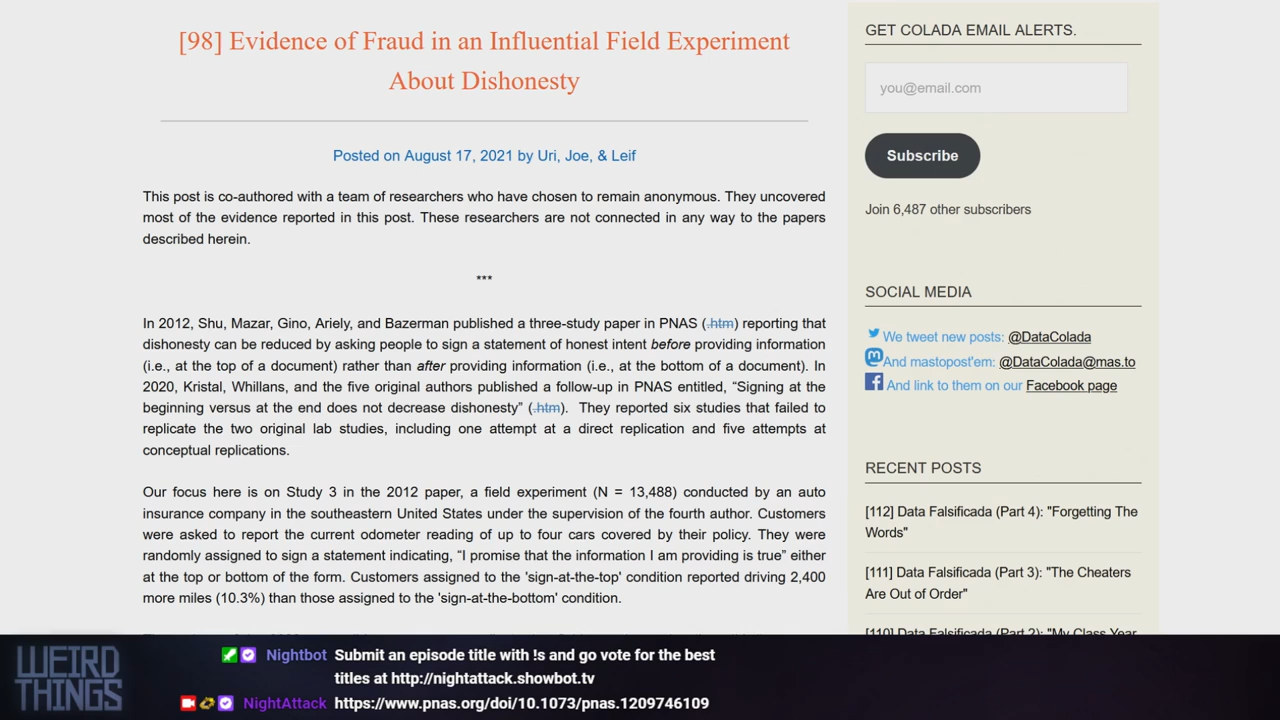 [98] Evidence of Fraud in an Influential Field Experiment
About Dishonesty
Posted on August 17, 2021 by Uri, Joe, & Leif
This post is co-authored with a team of researchers who have chosen to remain anonymous. They uncovered
most of the evidence reported in this post. These researchers are not connected in any way to the papers
described herein.
***
In 2012, Shu, Mazar, Gino, Ariely, and Bazerman published a three-study paper in PNAS (.htm) reporting that
dishonesty can be reduced by asking people to sign a statement of honest intent before providing information
(i.e., at the top of a document) rather than after providing information (i.e., at the bottom of a document). In
2020, Kristal, Whillans, and the five original authors published a follow-up in PNAS entitled, “Signing at the
beginning versus at the end does not decrease dishonesty” (.htm). They reported six studies that failed to
replicate the two original lab studies, including one attempt at a direct replication and five attempts at
conceptual replications.
Our focus here is on Study 3 in the 2012 paper, a field experiment (N = 13,488) conducted by an auto
insurance company in the southeastern United States under the supervision of the fourth author. Customers
were asked to report the current odometer reading of up to four cars covered by their policy. They were
randomly assigned to sign a statement indicating, “I promise that the information I am providing is true” either
at the top or bottom of the form. Customers assigned to the 'sign-at-the-top' condition reported driving 2,400
more miles (10.3%) than those assigned to the 'sign-at-the-bottom' condition.
GET COLADA EMAIL ALERTS.
you@email.com
Subscribe
Join 6,487 other subscribers
SOCIAL MEDIA
We tweet new posts: @DataColada
And mastopost'em: @DataColada@mas.to
And link to them on our Facebook page
RECENT POSTS
[112] Data Falsificada (Part 4): "Forgetting The
Words"
[111] Data Falsificada (Part 3): "The Cheaters
Are Out of Order"
[110] Data Falsificada (Part 2): "My Class Year
WEIRD
THINGS
Nightbot Submit an episode title with !s and go vote for the best
titles at http://nightattack.showbot.tv
NightAttack https://www.pnas.org/doi/10.1073/pnas.1209746109